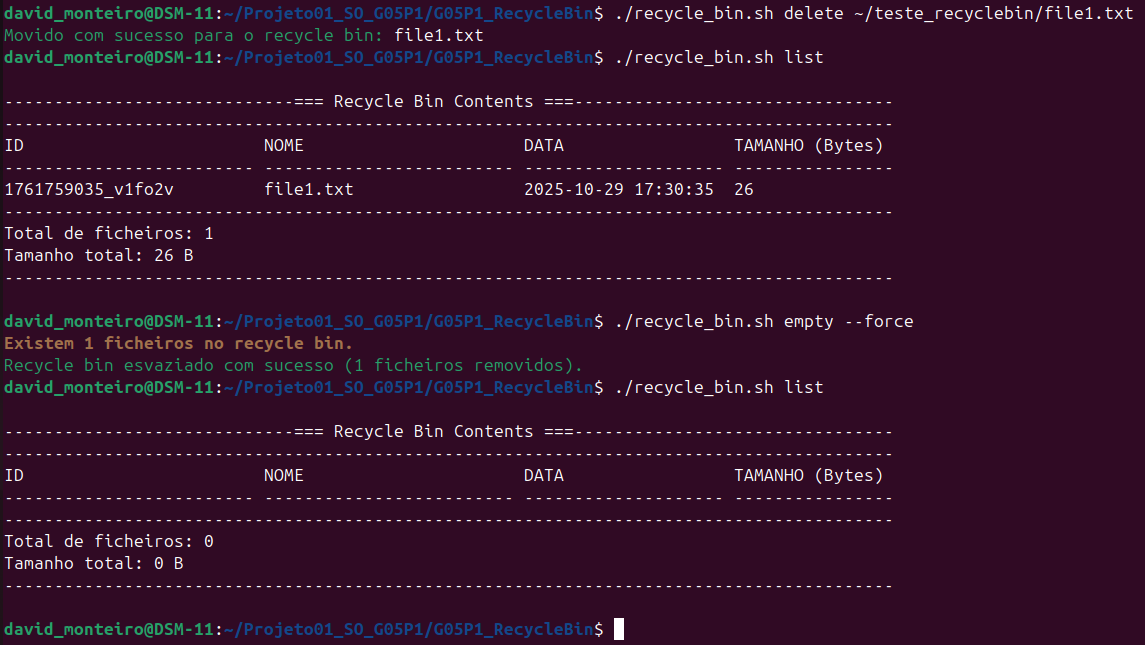 david_monteiro@DSM-11:~/Projeto01_SO_G05P1/G05P1_RecycleBin$ ./recycle_bin.sh delete ~/teste_recyclebin/file1.txt
Movido com sucesso para o recycle bin: file1.txt
david_monteiro@DSM-11:~/Projeto01_SO_G05P1/G05P1_RecycleBin$ ./recycle_bin.sh list

-----------------------------=== Recycle Bin Contents ===--------------------------------
-----------------------------------------------------------------------------------------
ID                        NOME                      DATA                 TAMANHO (Bytes)
------------------------- ------------------------- -------------------- ----------------
1761759035_v1fo2v         file1.txt                 2025-10-29 17:30:35  26
-----------------------------------------------------------------------------------------
Total de ficheiros: 1
Tamanho total: 26 B
-----------------------------------------------------------------------------------------

david_monteiro@DSM-11:~/Projeto01_SO_G05P1/G05P1_RecycleBin$ ./recycle_bin.sh empty --force
Existem 1 ficheiros no recycle bin.
Recycle bin esvaziado com sucesso (1 ficheiros removidos).
david_monteiro@DSM-11:~/Projeto01_SO_G05P1/G05P1_RecycleBin$ ./recycle_bin.sh list

-----------------------------=== Recycle Bin Contents ===--------------------------------
-----------------------------------------------------------------------------------------
ID                        NOME                      DATA                 TAMANHO (Bytes)
------------------------- ------------------------- -------------------- ----------------
-----------------------------------------------------------------------------------------
Total de ficheiros: 0
Tamanho total: 0 B
-----------------------------------------------------------------------------------------

david_monteiro@DSM-11:~/Projeto01_SO_G05P1/G05P1_RecycleBin$